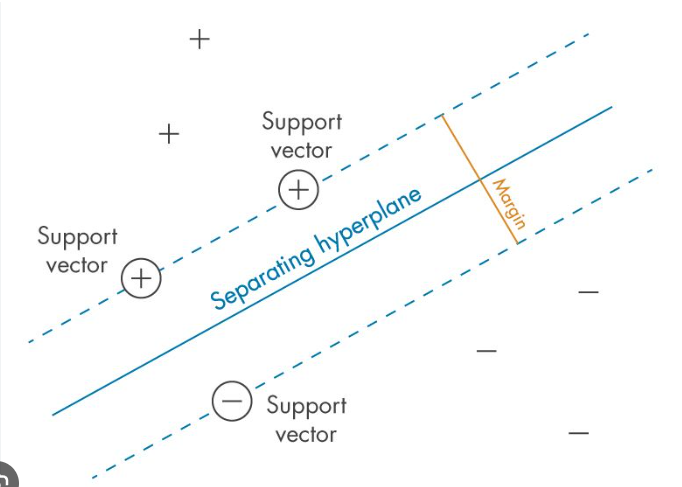 Support
vector
Support
vector
Separating hyperplane
Margin
Support
vector